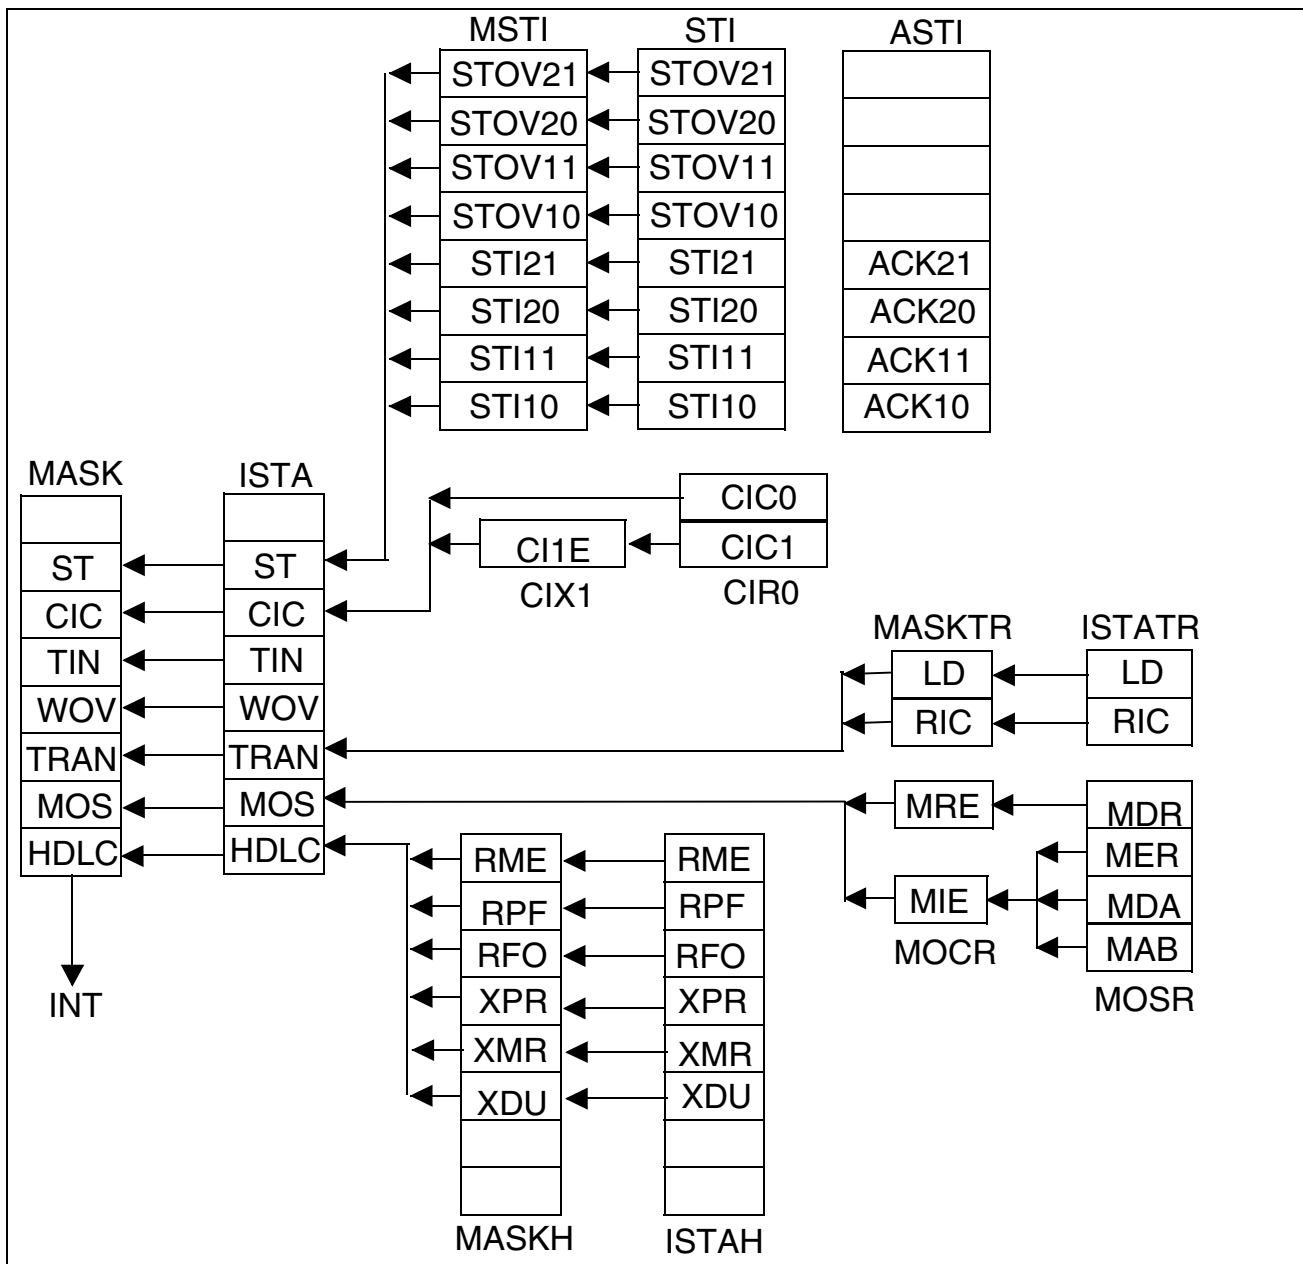 MSTI STI ASTI
STOV21 STOV21
STOV20 STOV20
STOV11 STOV11
STOV10 STOV10
STI21 STI21 ACK21
STI20 STI20 ACK20
STI11 STI11 ACK11
STI10 STI10 ACK10
MASK ISTA
CIC0
ST ST CI1E CIC1
CIX1 CIR0
CIC CIC
MASKTR ISTATR
TIN TIN LD LD
WOV WOV RIC RIC
TRAN TRAN
MOS MOS MRE MDR
HDLC HDLC RME RME MER
RPF RPF MIE MDA
RFO RFO MOCR MAB
INT XPR XPR MOSR
XMR XMR
XDU XDU
MASKH ISTAH